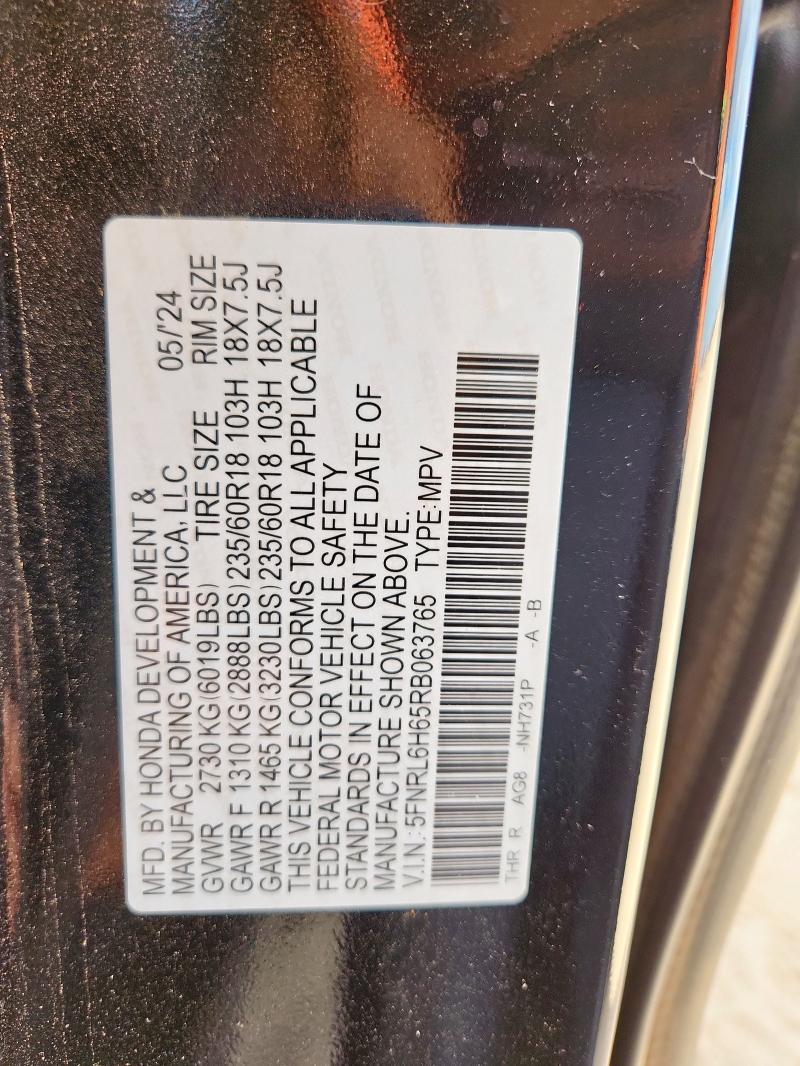 MFD. BY HONDA DEVELOPMENT &
MANUFACTURING OF AMERICA, LLC 05/'24
GVWR 2730 KG(6019LBS) TIRE SIZE RIM SIZE
GAWR F 1310 KG(2888LBS) 235/60R18 103H 18X7.5J
GAWR R 1465 KG(3230LBS) 235/60R18 103H 18X7.5J
THIS VEHICLE CONFORMS TO ALL APPLICABLE
FEDERAL MOTOR VEHICLE SAFETY
STANDARDS IN EFFECT ON THE DATE OF
MANUFACTURE SHOWN ABOVE.
V.I.N.: 5FNRL6H65RB063765 TYPE:MPV
THR R AG8 -NH731P -A -B